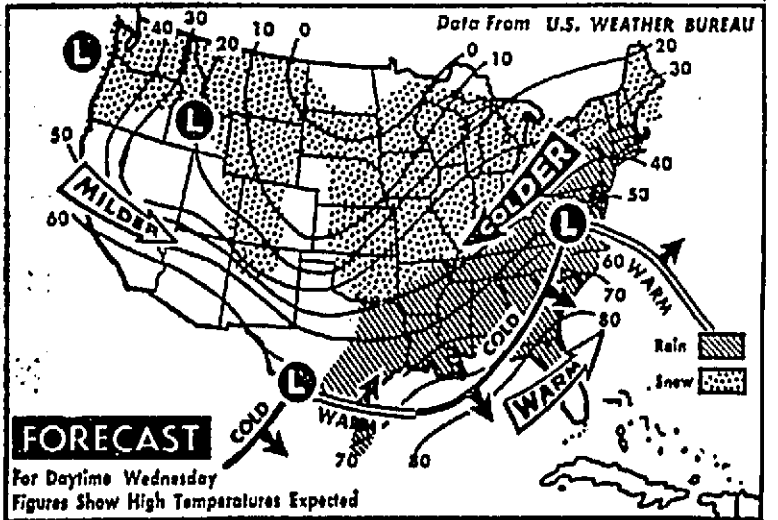 Data From U.S. WEATHER BUREAU
L
40
30
20
10
0
0
10
20
30
L
50
MILDER
60
COLDER
40
50
L
60
WARM
70
80
COLD
Rain
Snow
L
WARM
WARM
COLD
70
80
FORECAST
For Daytime Wednesday
Figures Show High Temperatures Expected